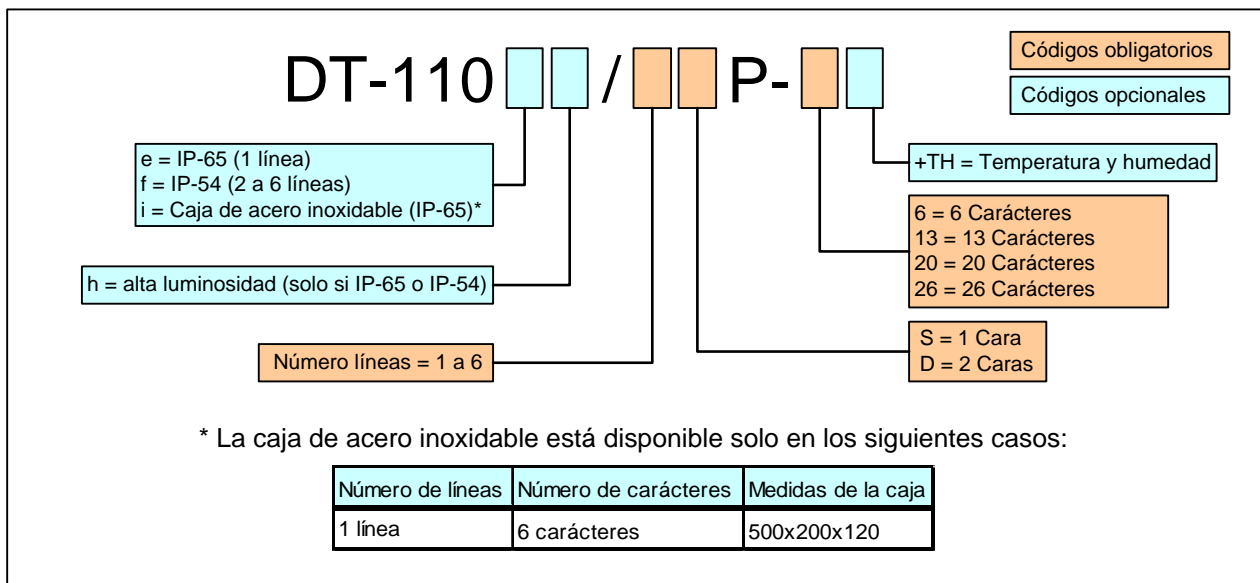 DT-110 / P-
Códigos obligatorios
Códigos opcionales
e = IP-65 (1 línea)
f = IP-54 (2 a 6 líneas)
i = Caja de acero inoxidable (IP-65)*
+TH = Temperatura y humedad
6 = 6 Carácteres
13 = 13 Carácteres
20 = 20 Carácteres
26 = 26 Carácteres
h = alta luminosidad (solo si IP-65 o IP-54)
S = 1 Cara
D = 2 Caras
Número líneas = 1 a 6
* La caja de acero inoxidable está disponible solo en los siguientes casos:
Número de líneas Número de carácteres Medidas de la caja
1 línea 6 carácteres 500x200x120